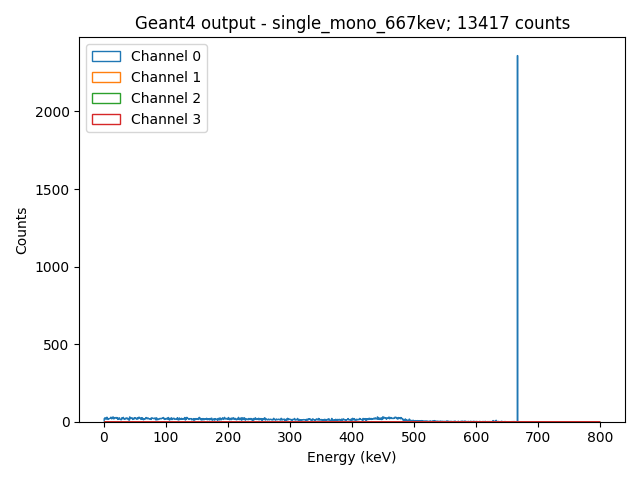 Geant4 output - single_mono_667kev; 13417 counts
Channel 0
Channel 1
Channel 2
Channel 3
Counts
2000
1500
1000
500
0
0 100 200 300 400 500 600 700 800
Energy (keV)